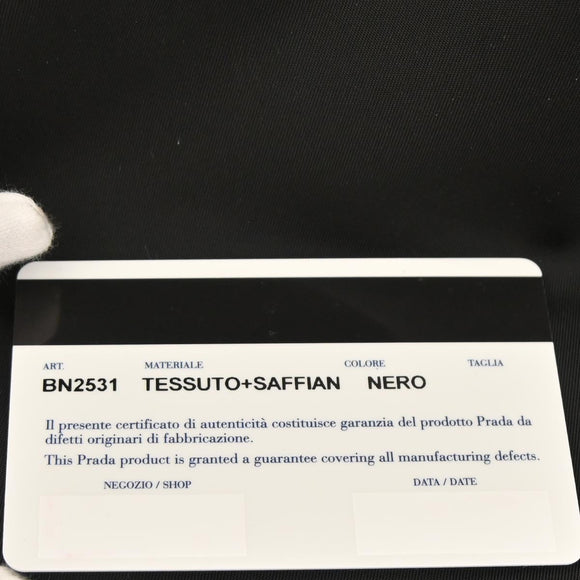 ART. MATERIALE COLORE TAGLIA
BN2531 TESSUTO+SAFFIAN NERO
Il presente certificato di autenticità costituisce garanzia del prodotto Prada da
difetti originari di fabbricazione.
This Prada product is granted a guarantee covering all manufacturing defects.
NEGOZIO / SHOP DATA / DATE